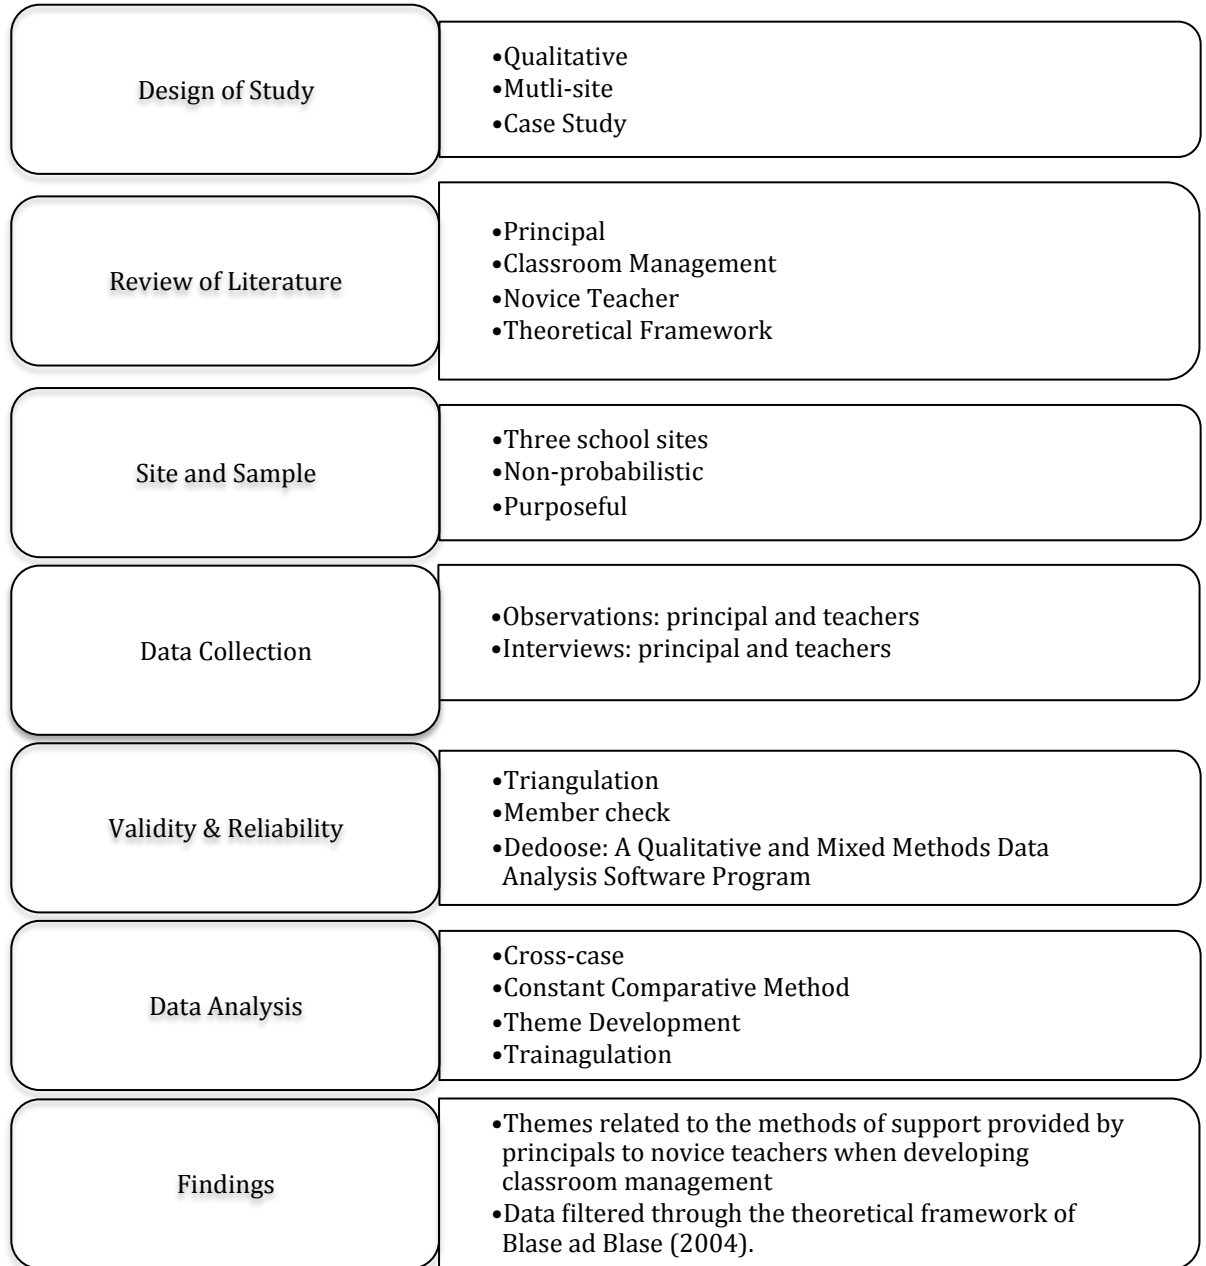 Design of Study
•Qualitative
•Mutli-site
•Case Study
Review of Literature
•Principal
•Classroom Management
•Novice Teacher
•Theoretical Framework
Site and Sample
•Three school sites
•Non-probabilistic
•Purposeful
Data Collection
•Observations: principal and teachers
•Interviews: principal and teachers
Validity & Reliability
•Triangulation
•Member check
•Dedoose: A Qualitative and Mixed Methods Data
Analysis Software Program
Data Analysis
•Cross-case
•Constant Comparative Method
•Theme Development
•Trainagulation
Findings
•Themes related to the methods of support provided by
principals to novice teachers when developing
classroom management
•Data filtered through the theoretical framework of
Blase ad Blase (2004).